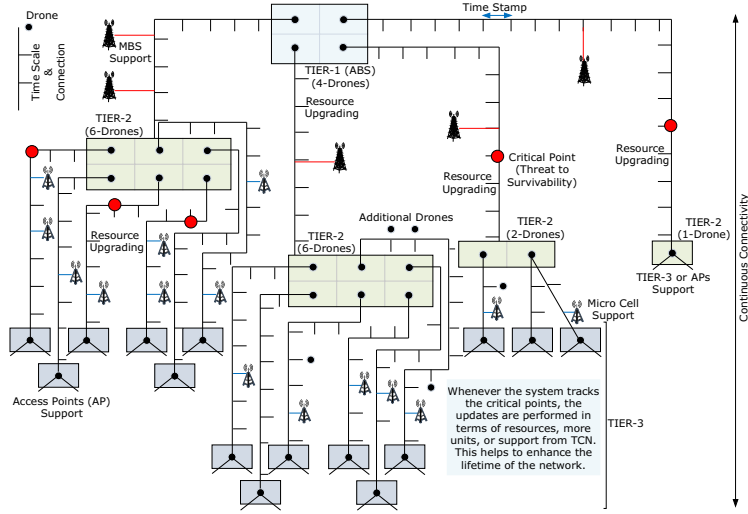 Drone
Time Scale
&
Connection
MBS
Support
Time Stamp
TIER-1 (ABS)
(4-Drones)
Resource
Upgrading
TIER-2
(6-Drones)
Resource
Upgrading
Critical Point
(Threat to
Survivability)
Resource
Upgrading
Resource
Upgrading
Additional Drones
TIER-2
(6-Drones)
TIER-2
(2-Drones)
TIER-2
(1-Drone)
TIER-3 or APs
Support
Micro Cell
Support
Continuous Connectivity
Access Points (AP)
Support
Whenever the system tracks
the critical points, the
updates are performed in
terms of resources, more
units, or support from TCN.
This helps to enhance the
lifetime of the network.
TIER-3